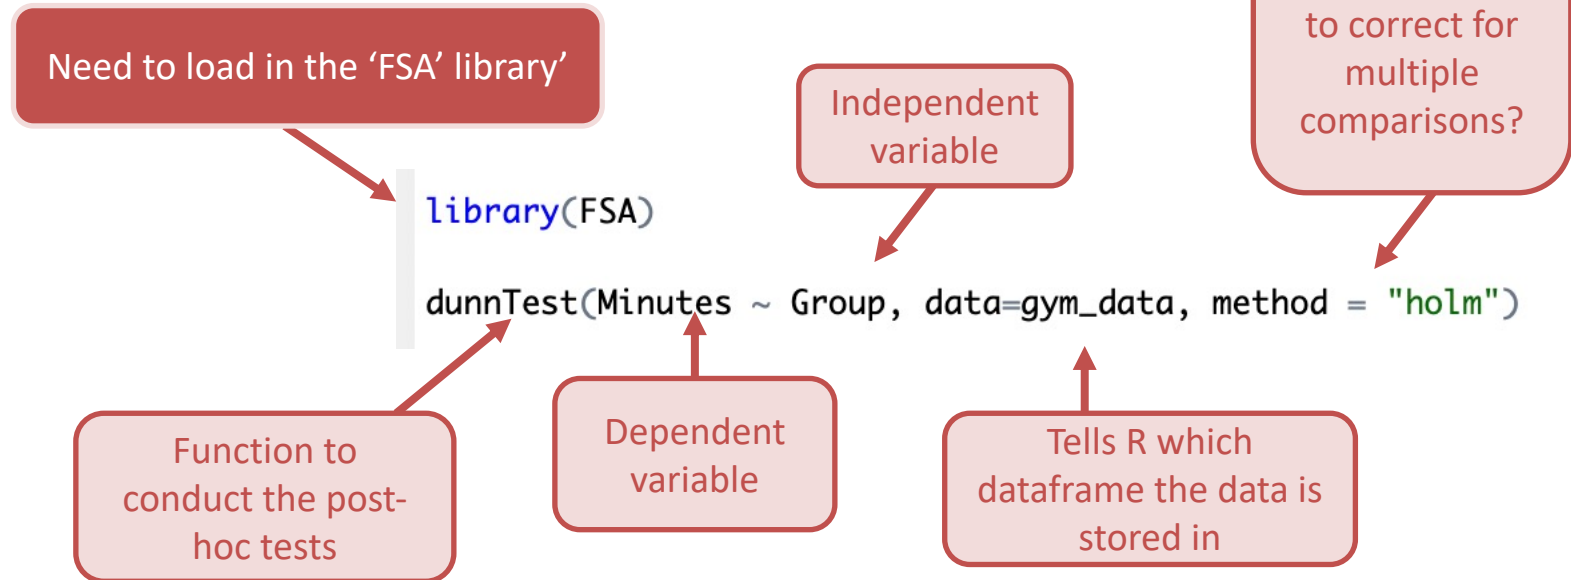 to correct for
multiple
comparisons?
Need to load in the ‘FSA’ library’
Independent
variable
library(FSA)
dunnTest(Minutes ~ Group, data=gym_data, method = "holm")
Function to
conduct the post-
hoc tests
Dependent
variable
Tells R which
dataframe the data is
stored in